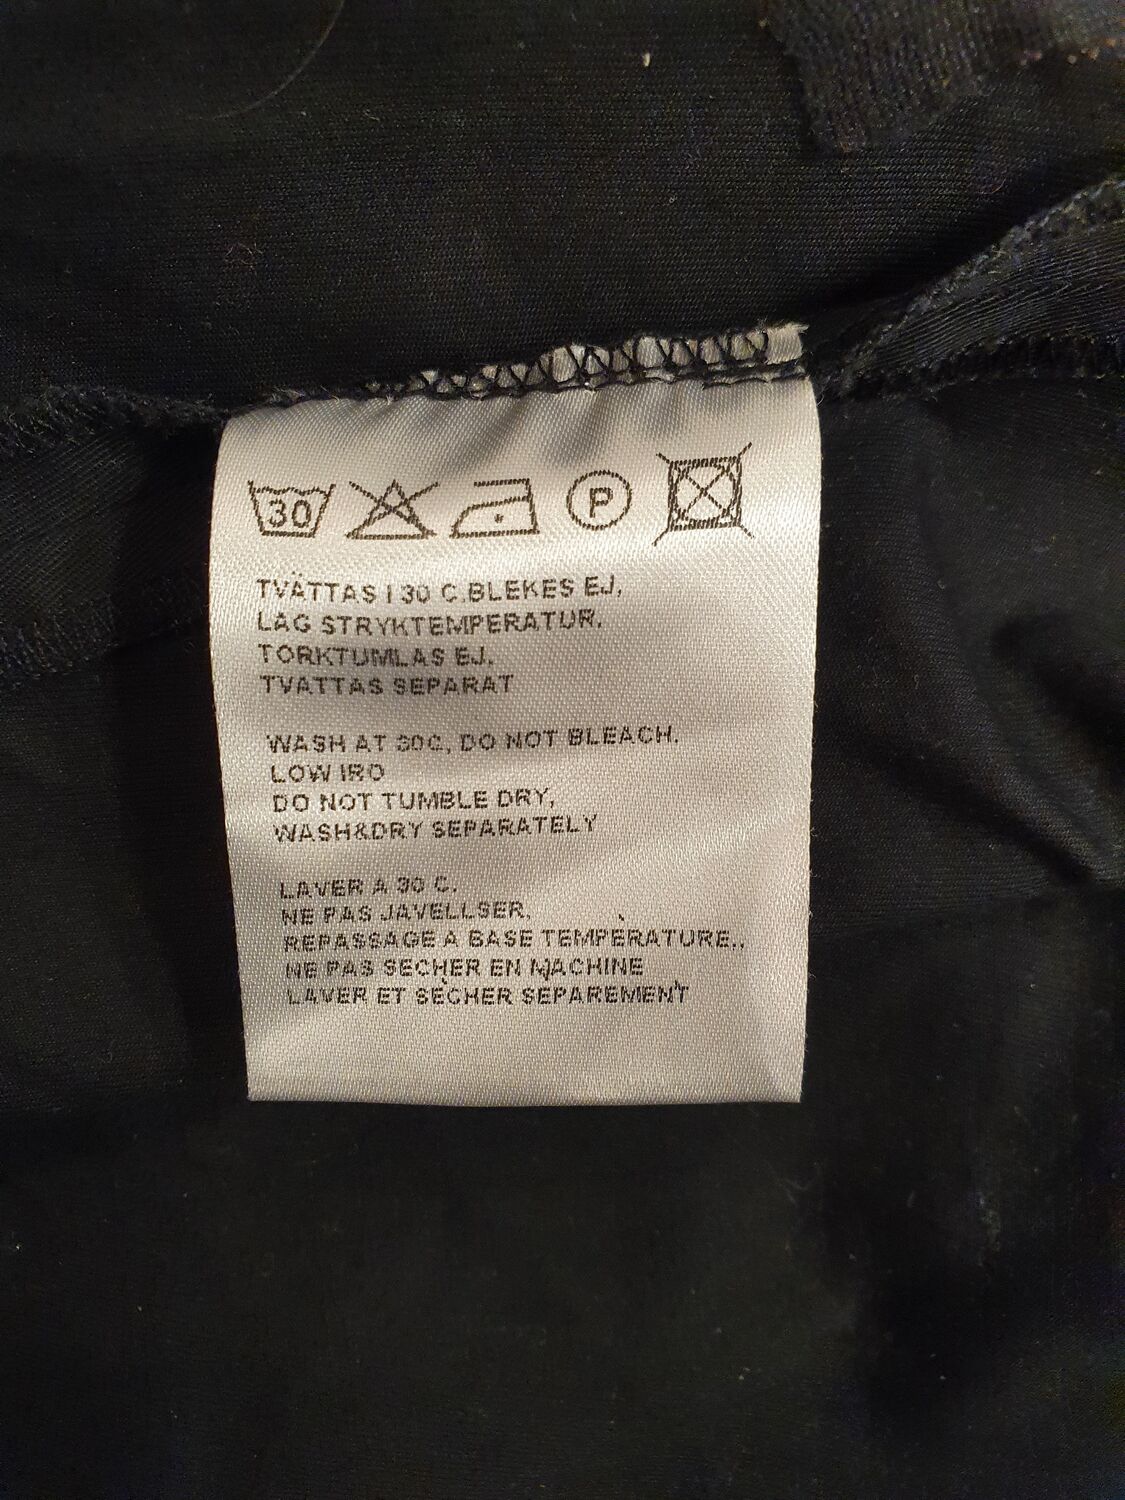 30 P
TVÄTTAS I 30 C.BLEKES EJ,
LAG STRYKTEMPERATUR.
TORKTUMLAS EJ.
TVATTAS SEPARAT
WASH AT 30C, DO NOT BLEACH.
LOW IRO
DO NOT TUMBLE DRY,
WASH&DRY SEPARATELY
LAVER A 30 C.
NE PAS JAVELLSER,
REPASSAGE A BASE TEMPÈRATURE..
NE PAS SECHER EN MACHINE
LAVER ET SÈCHER SEPAREMENT